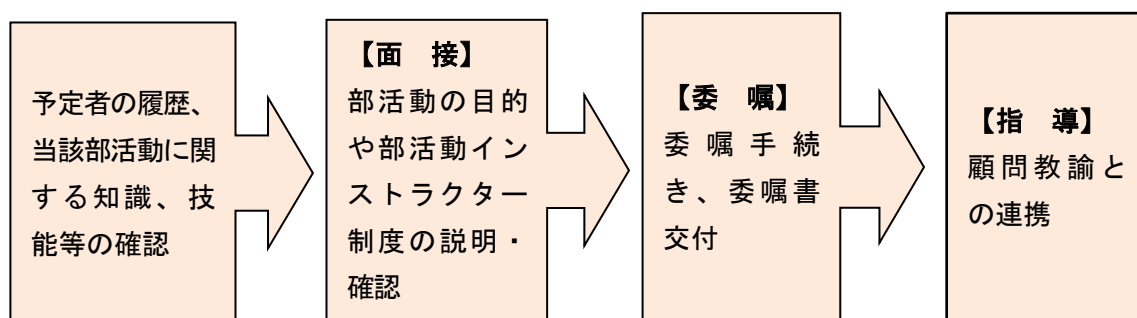 予定者の履歴、
当該部活動に関
する知識、技
能等の確認
【面　接】
部活動の目的
や部活動イン
ストラクター
制度の説明・
確認
【委　嘱】
委嘱手続
き、委嘱書
交付
【指　導】
顧問教諭と
の連携